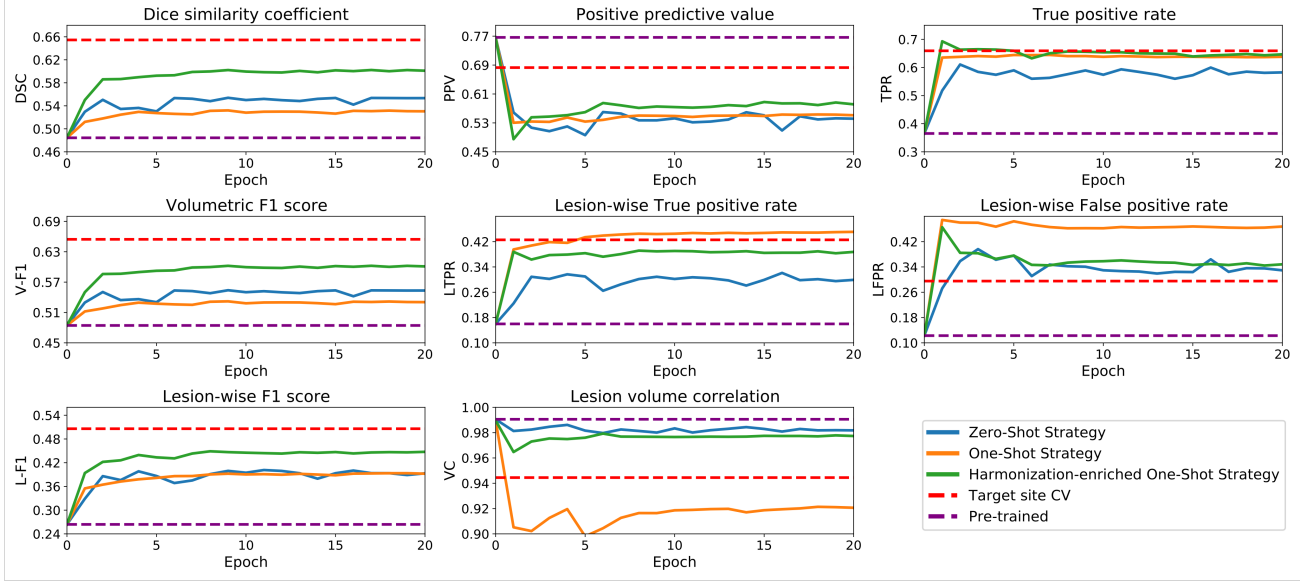 Dice similarity coefficient
DSC
0.66
0.62
0.58
0.54
0.50
0.46
0 5 10 15 20
Epoch
Positive predictive value
PPV
0.77
0.69
0.61
0.53
0.45
0 5 10 15 20
Epoch
True positive rate
TPR
0.7
0.6
0.5
0.4
0.3
0 5 10 15 20
Epoch
Volumetric F1 score
V-F1
0.69
0.63
0.57
0.51
0.45
0 5 10 15 20
Epoch
Lesion-wise True positive rate
LTPR
0.42
0.34
0.26
0.18
0.10
0 5 10 15 20
Epoch
Lesion-wise False positive rate
LFPR
0.42
0.34
0.26
0.18
0.10
0 5 10 15 20
Epoch
Lesion-wise F1 score
L-F1
0.54
0.48
0.42
0.36
0.30
0.24
0 5 10 15 20
Epoch
Lesion volume correlation
VC
1.00
0.98
0.96
0.94
0.92
0.90
0 5 10 15 20
Epoch
Zero-Shot Strategy
One-Shot Strategy
Harmonization-enriched One-Shot Strategy
Target site CV
Pre-trained